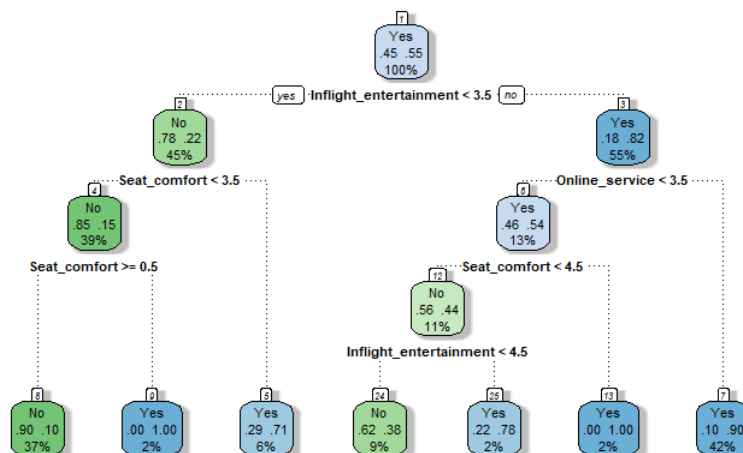 1
Yes
.45 .55
100%
yes Inflight_entertainment < 3.5 no
2
No
.78 .22
45%
3
Yes
.18 .82
55%
Seat_comfort < 3.5
Online_service < 3.5
4
No
.85 .15
39%
6
Yes
.46 .54
13%
Seat_comfort >= 0.5
Seat_comfort < 4.5
12
No
.56 .44
11%
Inflight_entertainment < 4.5
8
No
.90 .10
37%
9
Yes
.00 1.00
2%
5
Yes
.29 .71
6%
24
No
.62 .38
9%
25
Yes
.22 .78
2%
13
Yes
.00 1.00
2%
7
Yes
.10 .90
42%